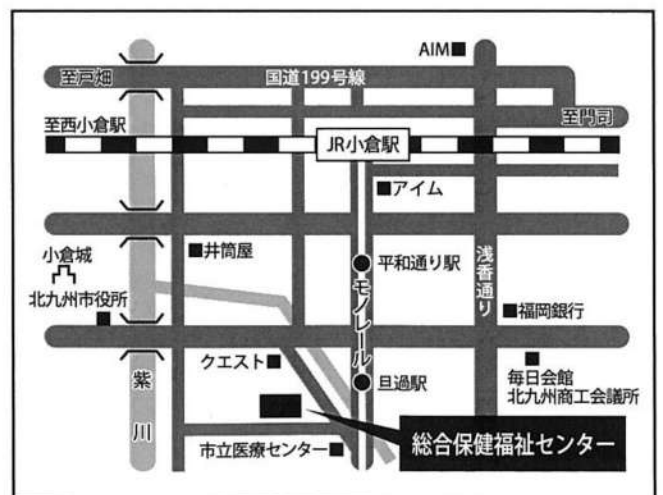 AIM
至戸畑
国道199号線
至門司
至西小倉駅
JR小倉駅
アイム
井筒屋
平和通り駅
浅香通り
小倉城
北九州市役所
モノレール
福岡銀行
クエスト
旦過駅
毎日会館
北九州商工会議所
紫川
総合保健福祉センター
市立医療センター